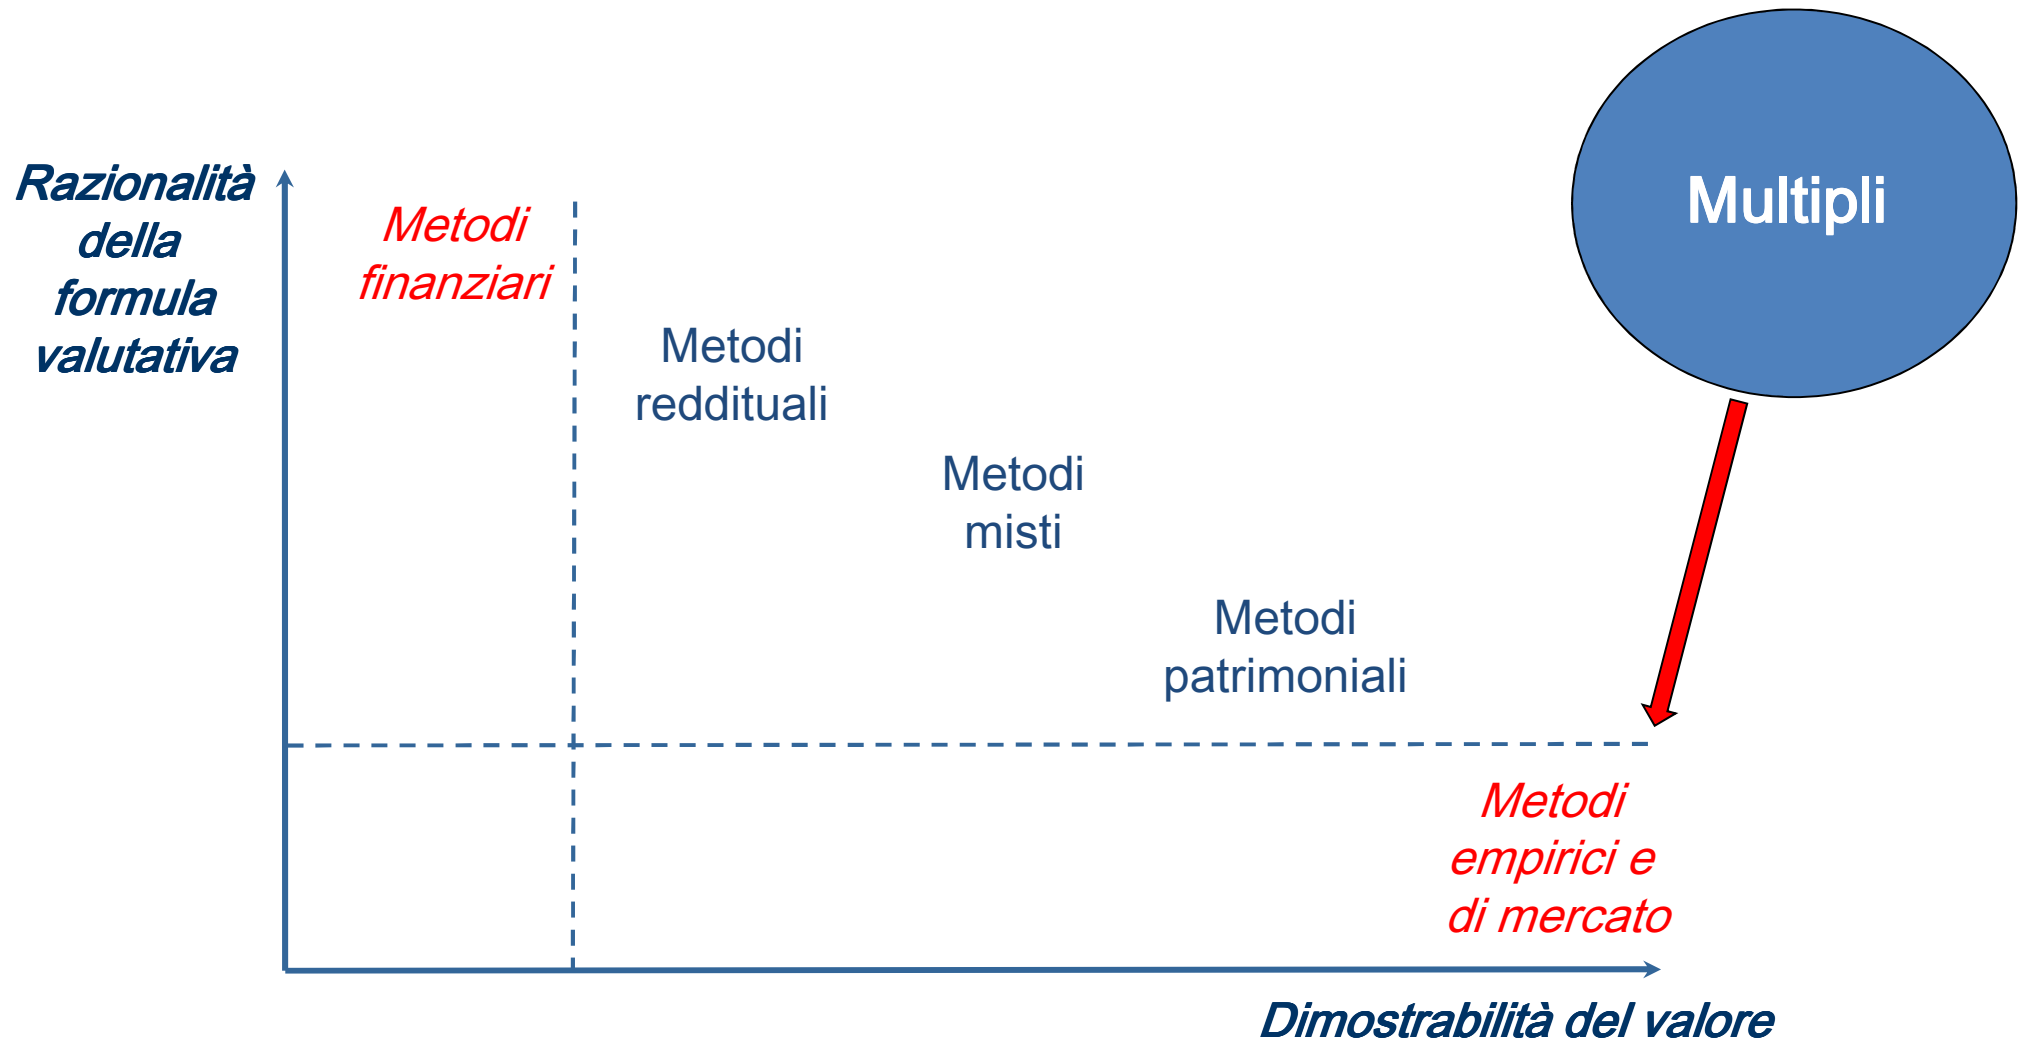 Razionalità
della
formula
valutativa
Metodi
finanziari
Metodi
reddituali
Metodi
misti
Metodi
patrimoniali
Multipli
Metodi
empirici e
di mercato
Dimostrabilità del valore